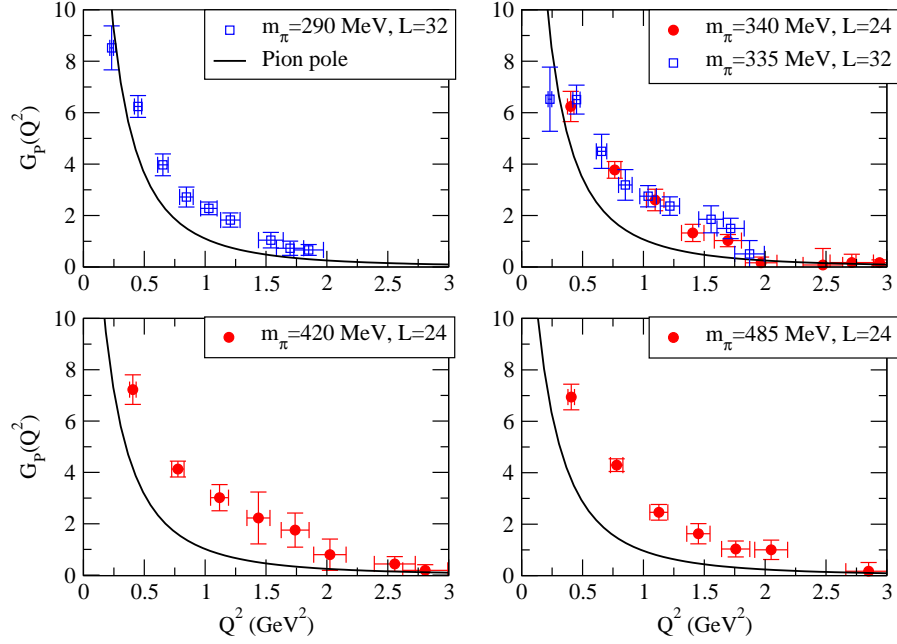 10
8
6
4
2
0
G_P(Q^2)
m_π=290 MeV, L=32
Pion pole
0 0.5 1 1.5 2 2.5 3
10
8
6
4
2
0
m_π=340 MeV, L=24
m_π=335 MeV, L=32
0 0.5 1 1.5 2 2.5 3
10
8
6
4
2
0
G_P(Q^2)
m_π=420 MeV, L=24
0 0.5 1 1.5 2 2.5 3
Q^2 (GeV^2)
10
8
6
4
2
0
m_π=485 MeV, L=24
0 0.5 1 1.5 2 2.5 3
Q^2 (GeV^2)